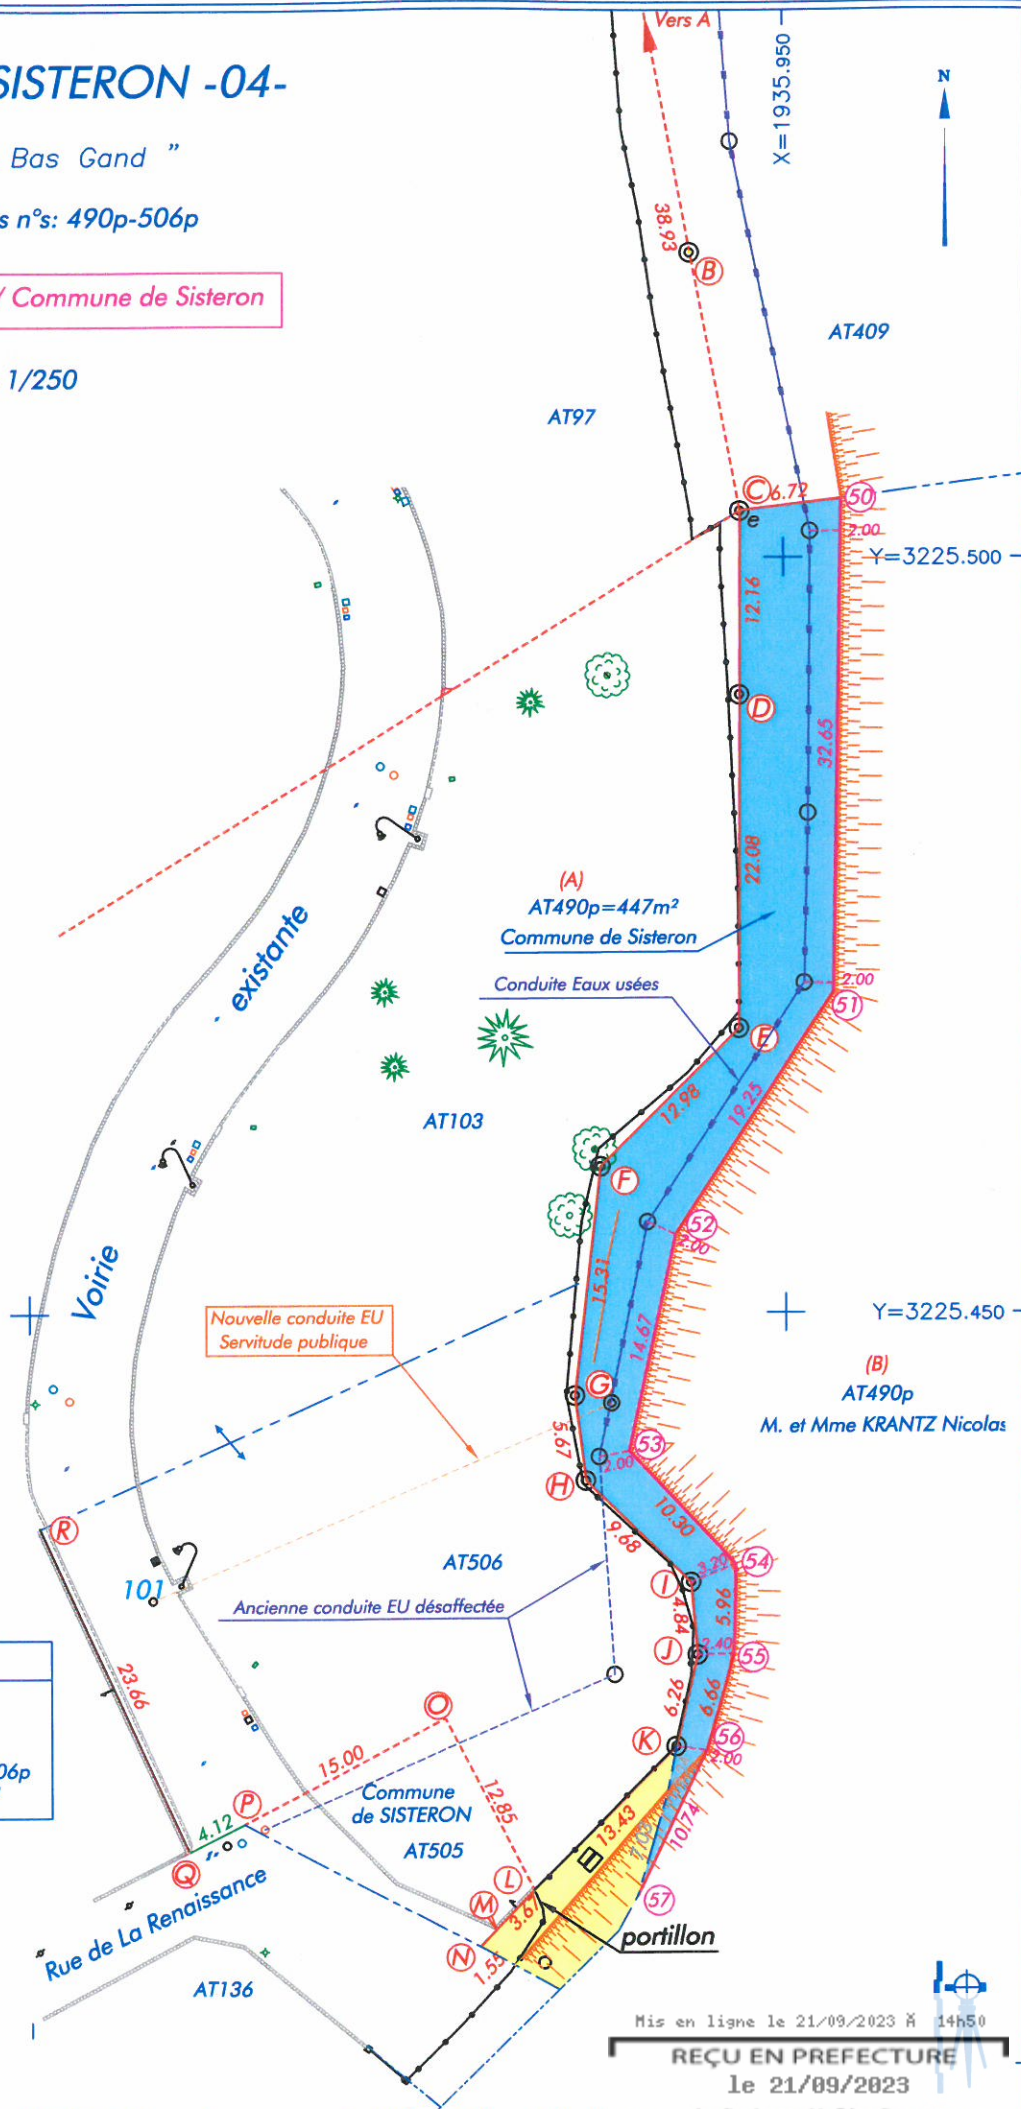 SISTERON -04-
Bas Gand "
s n°s: 490p-506p
/ Commune de Sisteron
1/250
Vers A
X=1935.950
N
38.93
B
AT409
AT97
C
6.72
50
e
2.00
Y=3225.500
12.16
D
32.65
22.08
(A)
AT490p=447m²
Commune de Sisteron
Conduite Eaux usées
2.00
51
E
existante
12.98
19.25
AT103
F
52
2.00
Voirie
15.31
14.67
Nouvelle conduite EU
Servitude publique
Y=3225.450
(B)
AT490p
M. et Mme KRANTZ Nicolas
G
5.67
53
2.00
H
10.30
9.68
R
54
3.20
I
AT506
101
4.84
5.96
Ancienne conduite EU désaffectée
J
2.40
55
23.66
6.26
6.66
O
56
K
2.00
15.00
06p
P
12.85
Commune
de SISTERON
4.12
13.43
10.74
AT505
Q
L
57
M
3.67
Rue de La Renaissance
N
1.55
portillon
AT136
Mis en ligne le 21/09/2023 À 14h50
REÇU EN PREFECTURE
le 21/09/2023